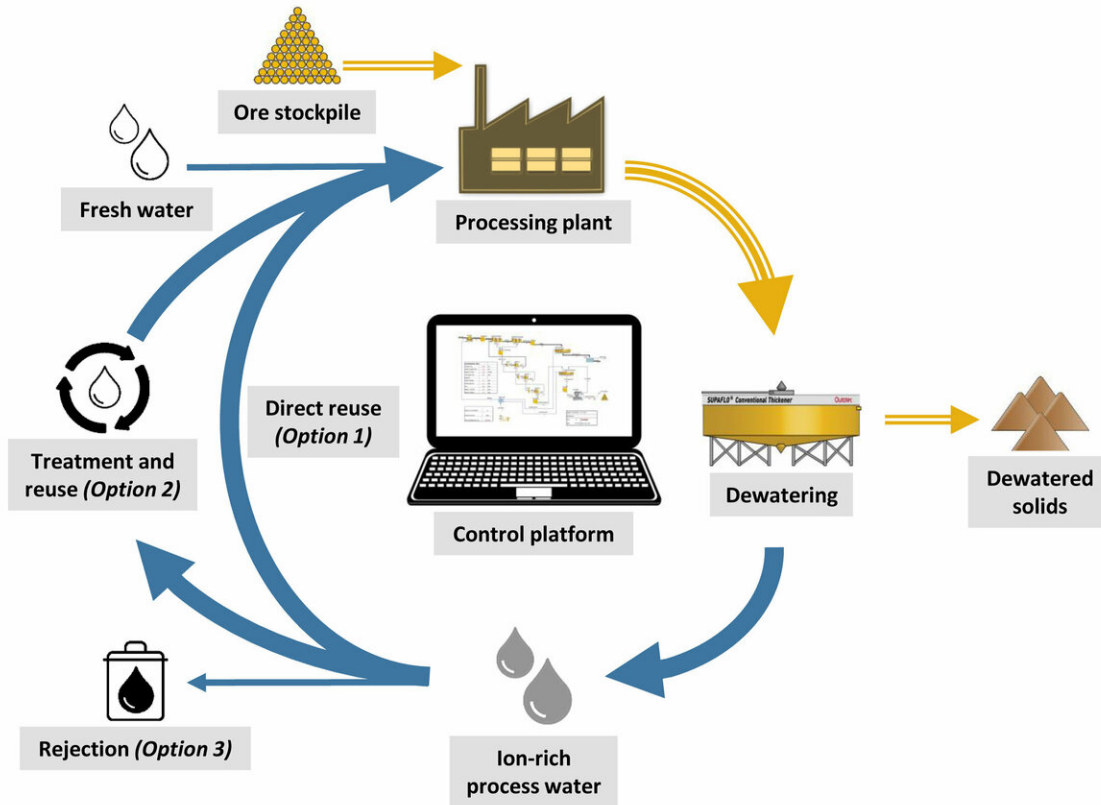 Ore stockpile
Fresh water
Processing plant
Direct reuse
(Option 1)
Treatment and
reuse (Option 2)
SUPAFLO® Conventional Thickener
Outotec
Dewatering
Dewatered
solids
Control platform
Rejection (Option 3)
Ion-rich
process water